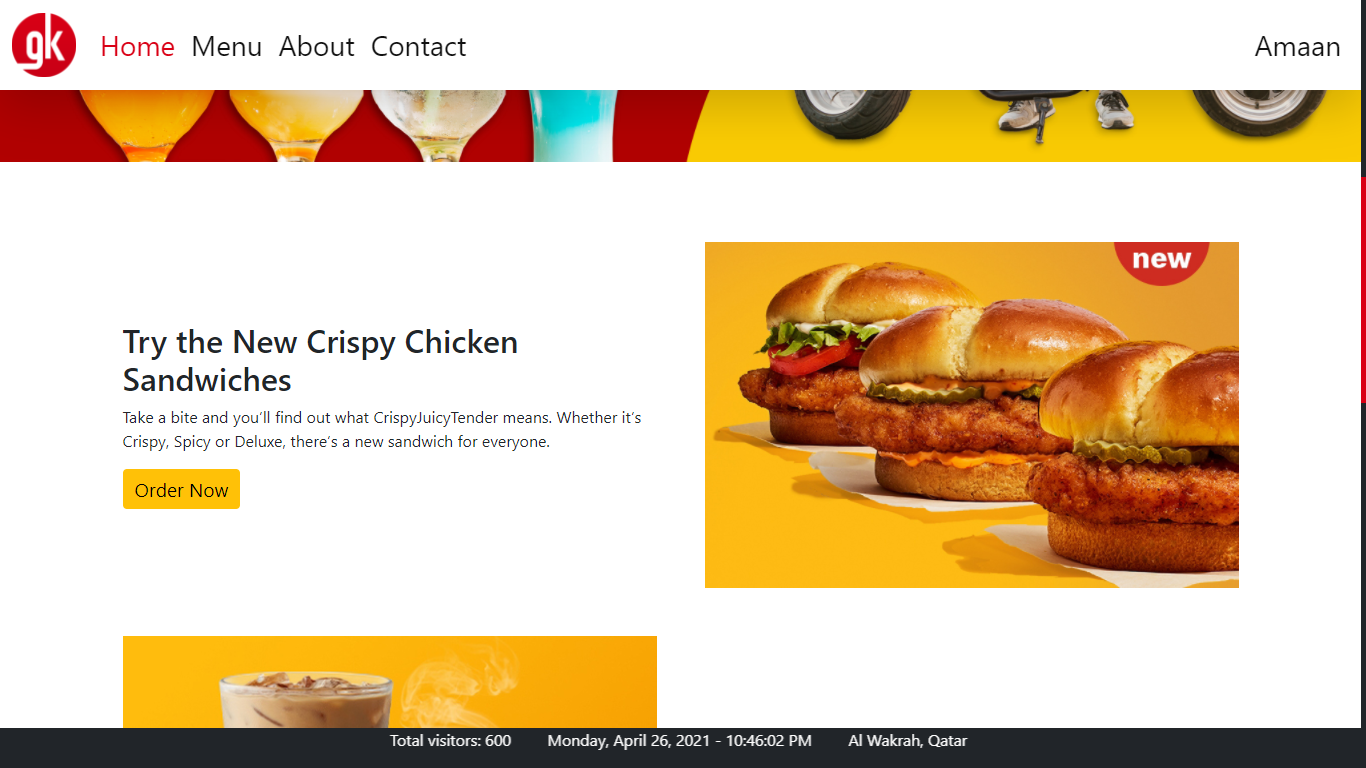 gk
Home Menu About Contact Amaan
new
Try the New Crispy Chicken
Sandwiches
Take a bite and you’ll find out what CrispyJuicyTender means. Whether it’s
Crispy, Spicy or Deluxe, there’s a new sandwich for everyone.
Order Now
Total visitors: 600 Monday, April 26, 2021 - 10:46:02 PM Al Wakrah, Qatar